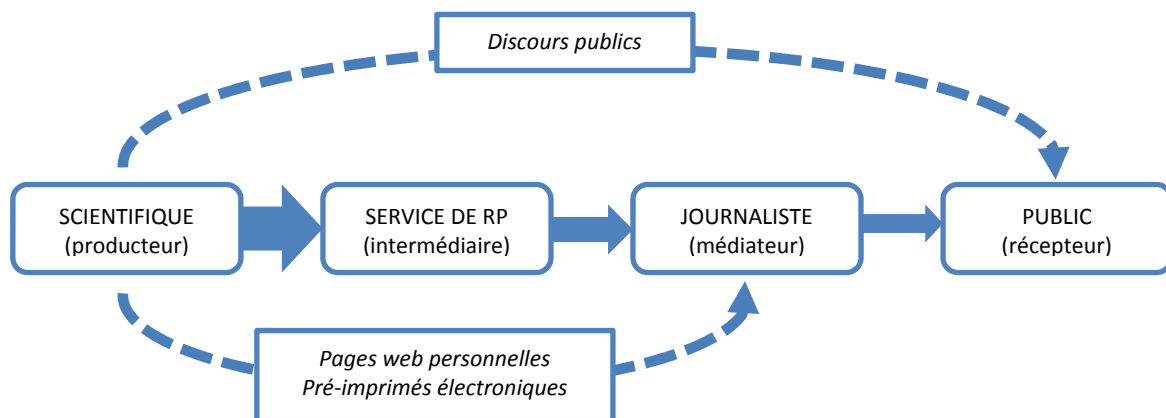 Discours publics
SCIENTIFIQUE
(producteur)
SERVICE DE RP
(intermédiaire)
JOURNALISTE
(médiateur)
PUBLIC
(récepteur)
Pages web personnelles
Pré-imprimés électroniques